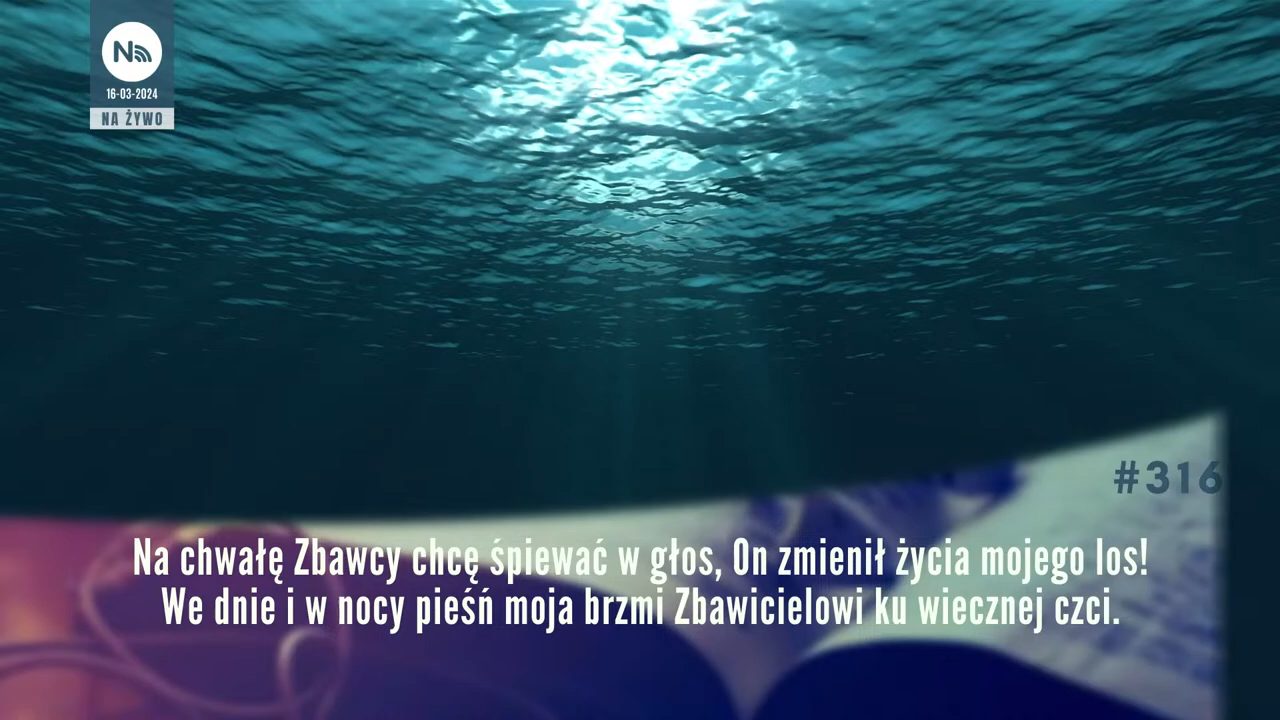 N
16-03-2024
NA ŻYWO
#316
Na chwałę Zbawcy chcę śpiewać w głos, On zmienił życia mojego los!
We dnie i w nocy pieśń moja brzmi Zbawicielowi ku wiecznej czci.